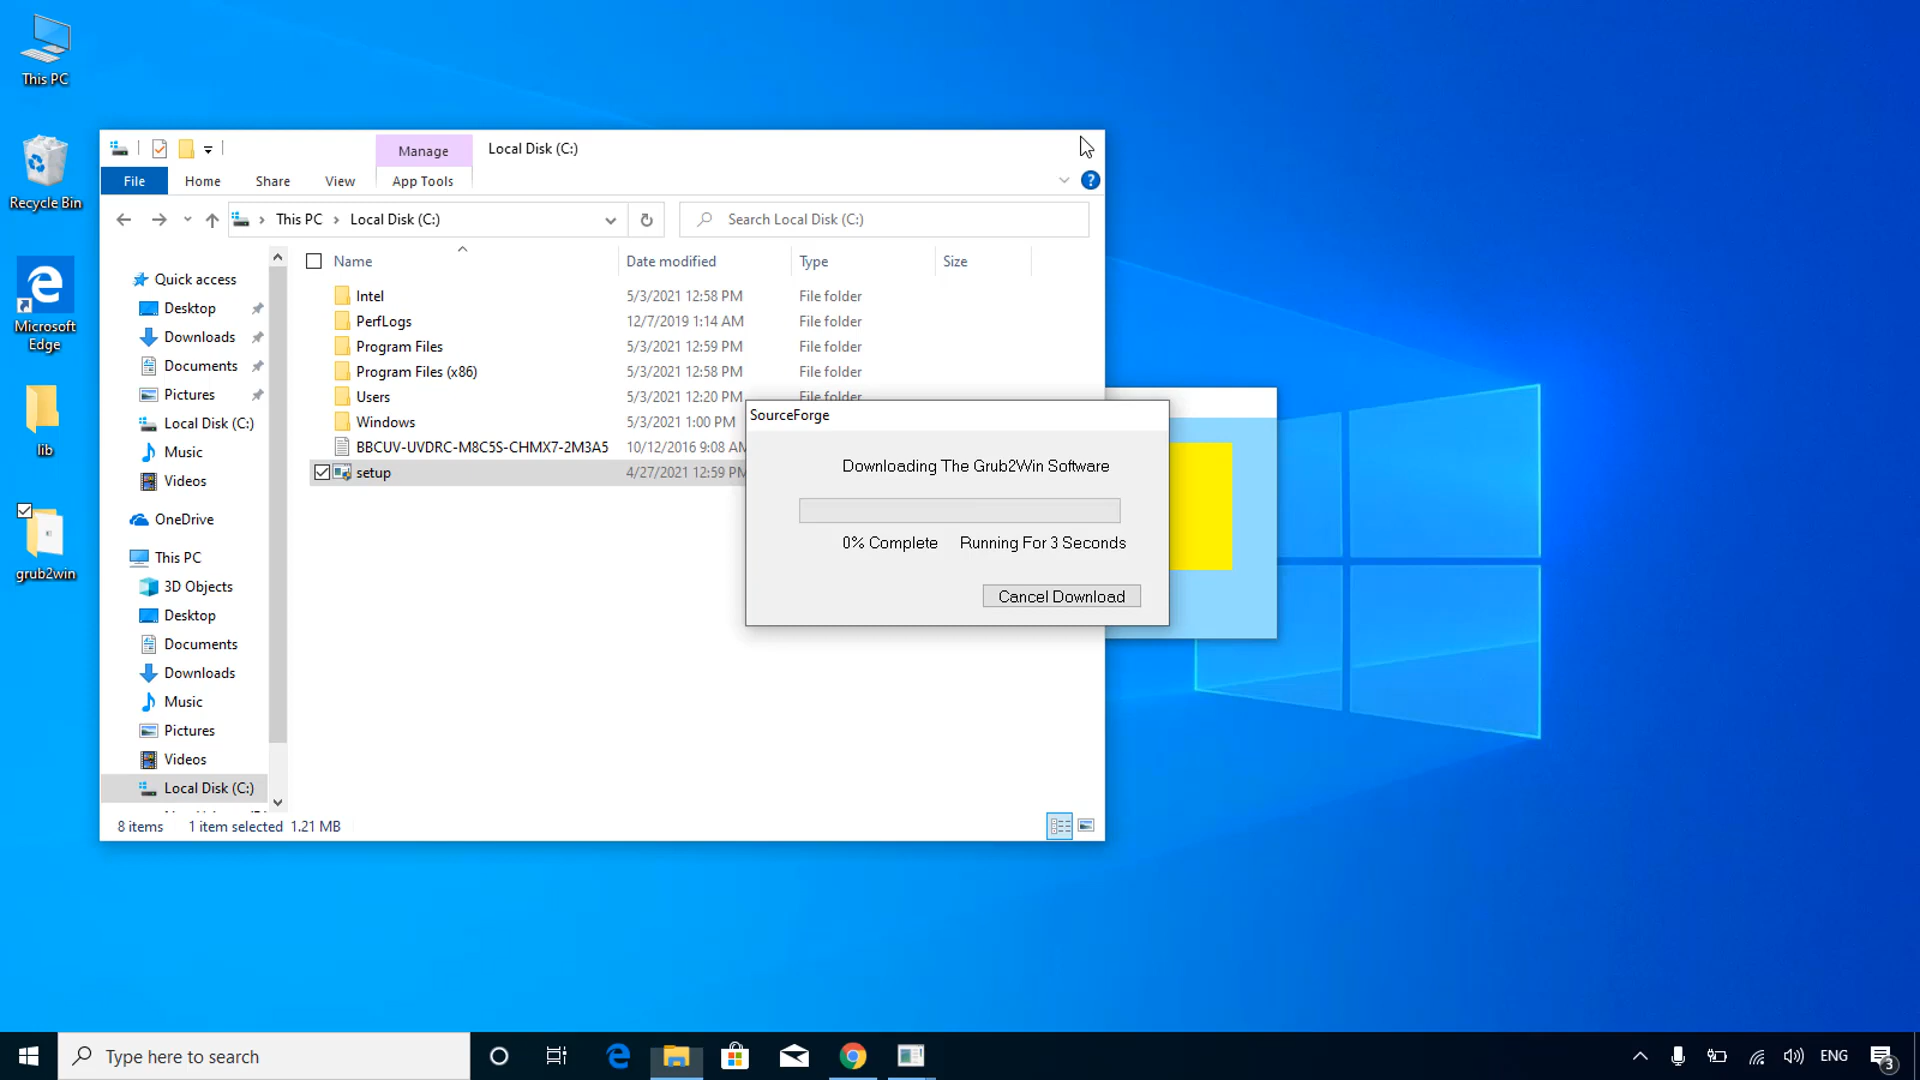 This PC
Recycle Bin
Microsoft
Edge
lib
grub2win
Manage
Local Disk (C:)
File
Home
Share
View
App Tools
This PC
Local Disk (C:)
Search Local Disk (C:)
Quick access
Desktop
Downloads
Documents
Pictures
Local Disk (C:)
Music
Videos
OneDrive
This PC
3D Objects
Desktop
Documents
Downloads
Music
Pictures
Videos
Local Disk (C:)
Name Date modified Type Size
Intel 5/3/2021 12:58 PM File folder
PerfLogs 12/7/2019 1:14 AM File folder
Program Files 5/3/2021 12:59 PM File folder
Program Files (x86) 5/3/2021 12:58 PM File folder
Users 5/3/2021 12:20 PM File folder
Windows 5/3/2021 1:00 PM
BBCUV-UVDRC-M8C5S-CHMX7-2M3A5 10/12/2016 9:08 AM
setup 4/27/2021 12:59 PM
8 items 1 item selected 1.21 MB
SourceForge
Downloading The Grub2Win Software
0% Complete Running For 3 Seconds
Cancel Download
Type here to search
ENG
3